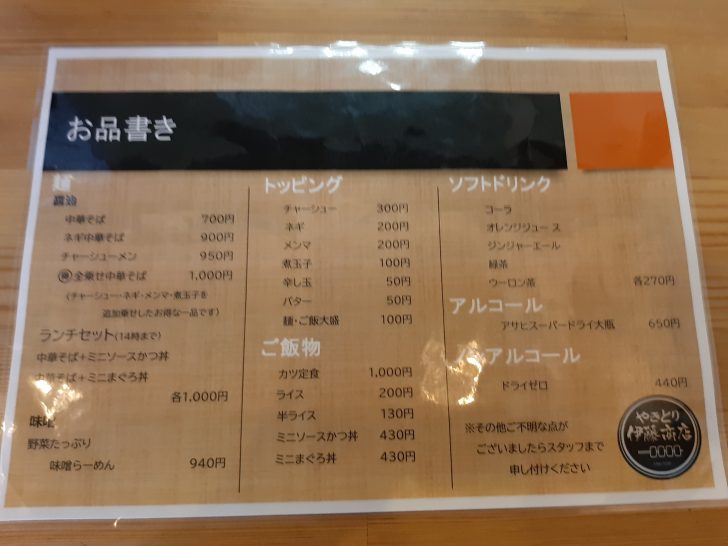 お品書き
麺
醤油
中華そば 700円
ネギ中華そば 900円
チャーシューメン 950円
全乗せ中華そば 1,000円
(チャーシュー・ネギ・メンマ・煮玉子を
追加乗せしたお得な一品です)
ランチセット(14時まで)
中華そば+ミニソースかつ丼
中華そば+ミニまぐろ丼
各1,000円
味噌
野菜たっぷり
味噌らーめん 940円
トッピング
チャーシュー 300円
ネギ 200円
メンマ 200円
煮玉子 100円
辛し玉 50円
バター 50円
麺・ご飯大盛 100円
ご飯物
カツ定食 1,000円
ライス 200円
半ライス 130円
ミニソースかつ丼 430円
ミニまぐろ丼 430円
ソフトドリンク
コーラ
オレンジジュース
ジンジャーエール
緑茶
ウーロン茶 各270円
アルコール
アサヒスーパードライ大瓶 650円
ノンアルコール
ドライゼロ 440円
※その他ご不明な点が
ございましたらスタッフまで
申し付けください
やきとり
伊藤商店